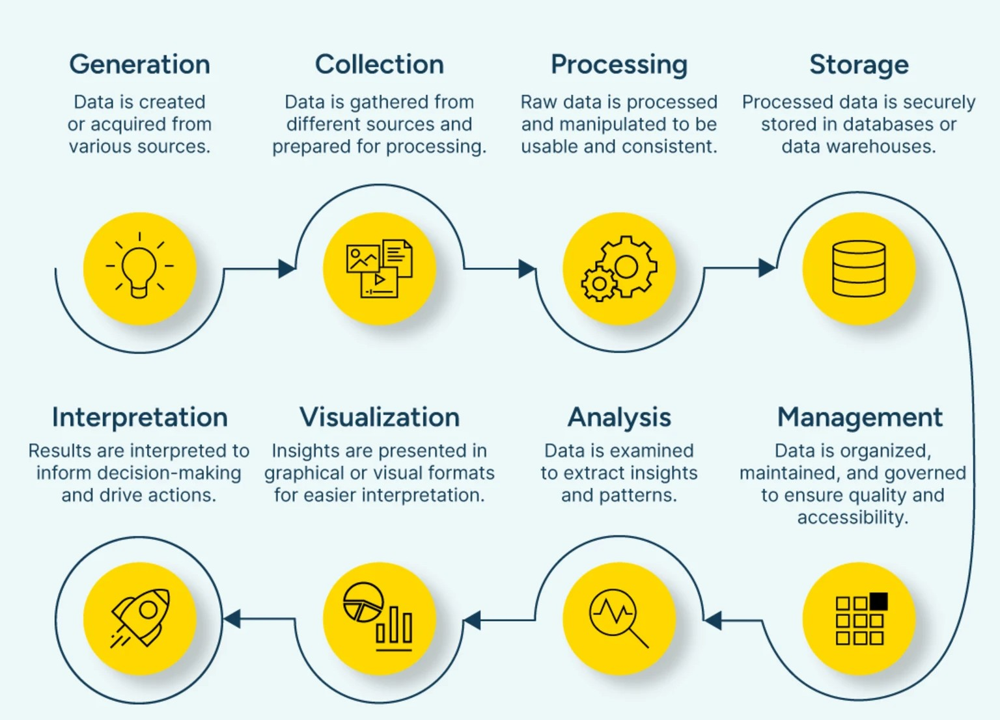 Generation
Data is created
or acquired from
various sources.
Collection
Data is gathered from
different sources and
prepared for processing.
Processing
Raw data is processed
and manipulated to be
usable and consistent.
Storage
Processed data is securely
stored in databases or
data warehouses.
Interpretation
Results are interpreted to
inform decision-making
and drive actions.
Visualization
Insights are presented in
graphical or visual formats
for easier interpretation.
Analysis
Data is examined
to extract insights
and patterns.
Management
Data is organized,
maintained, and governed
to ensure quality and
accessibility.